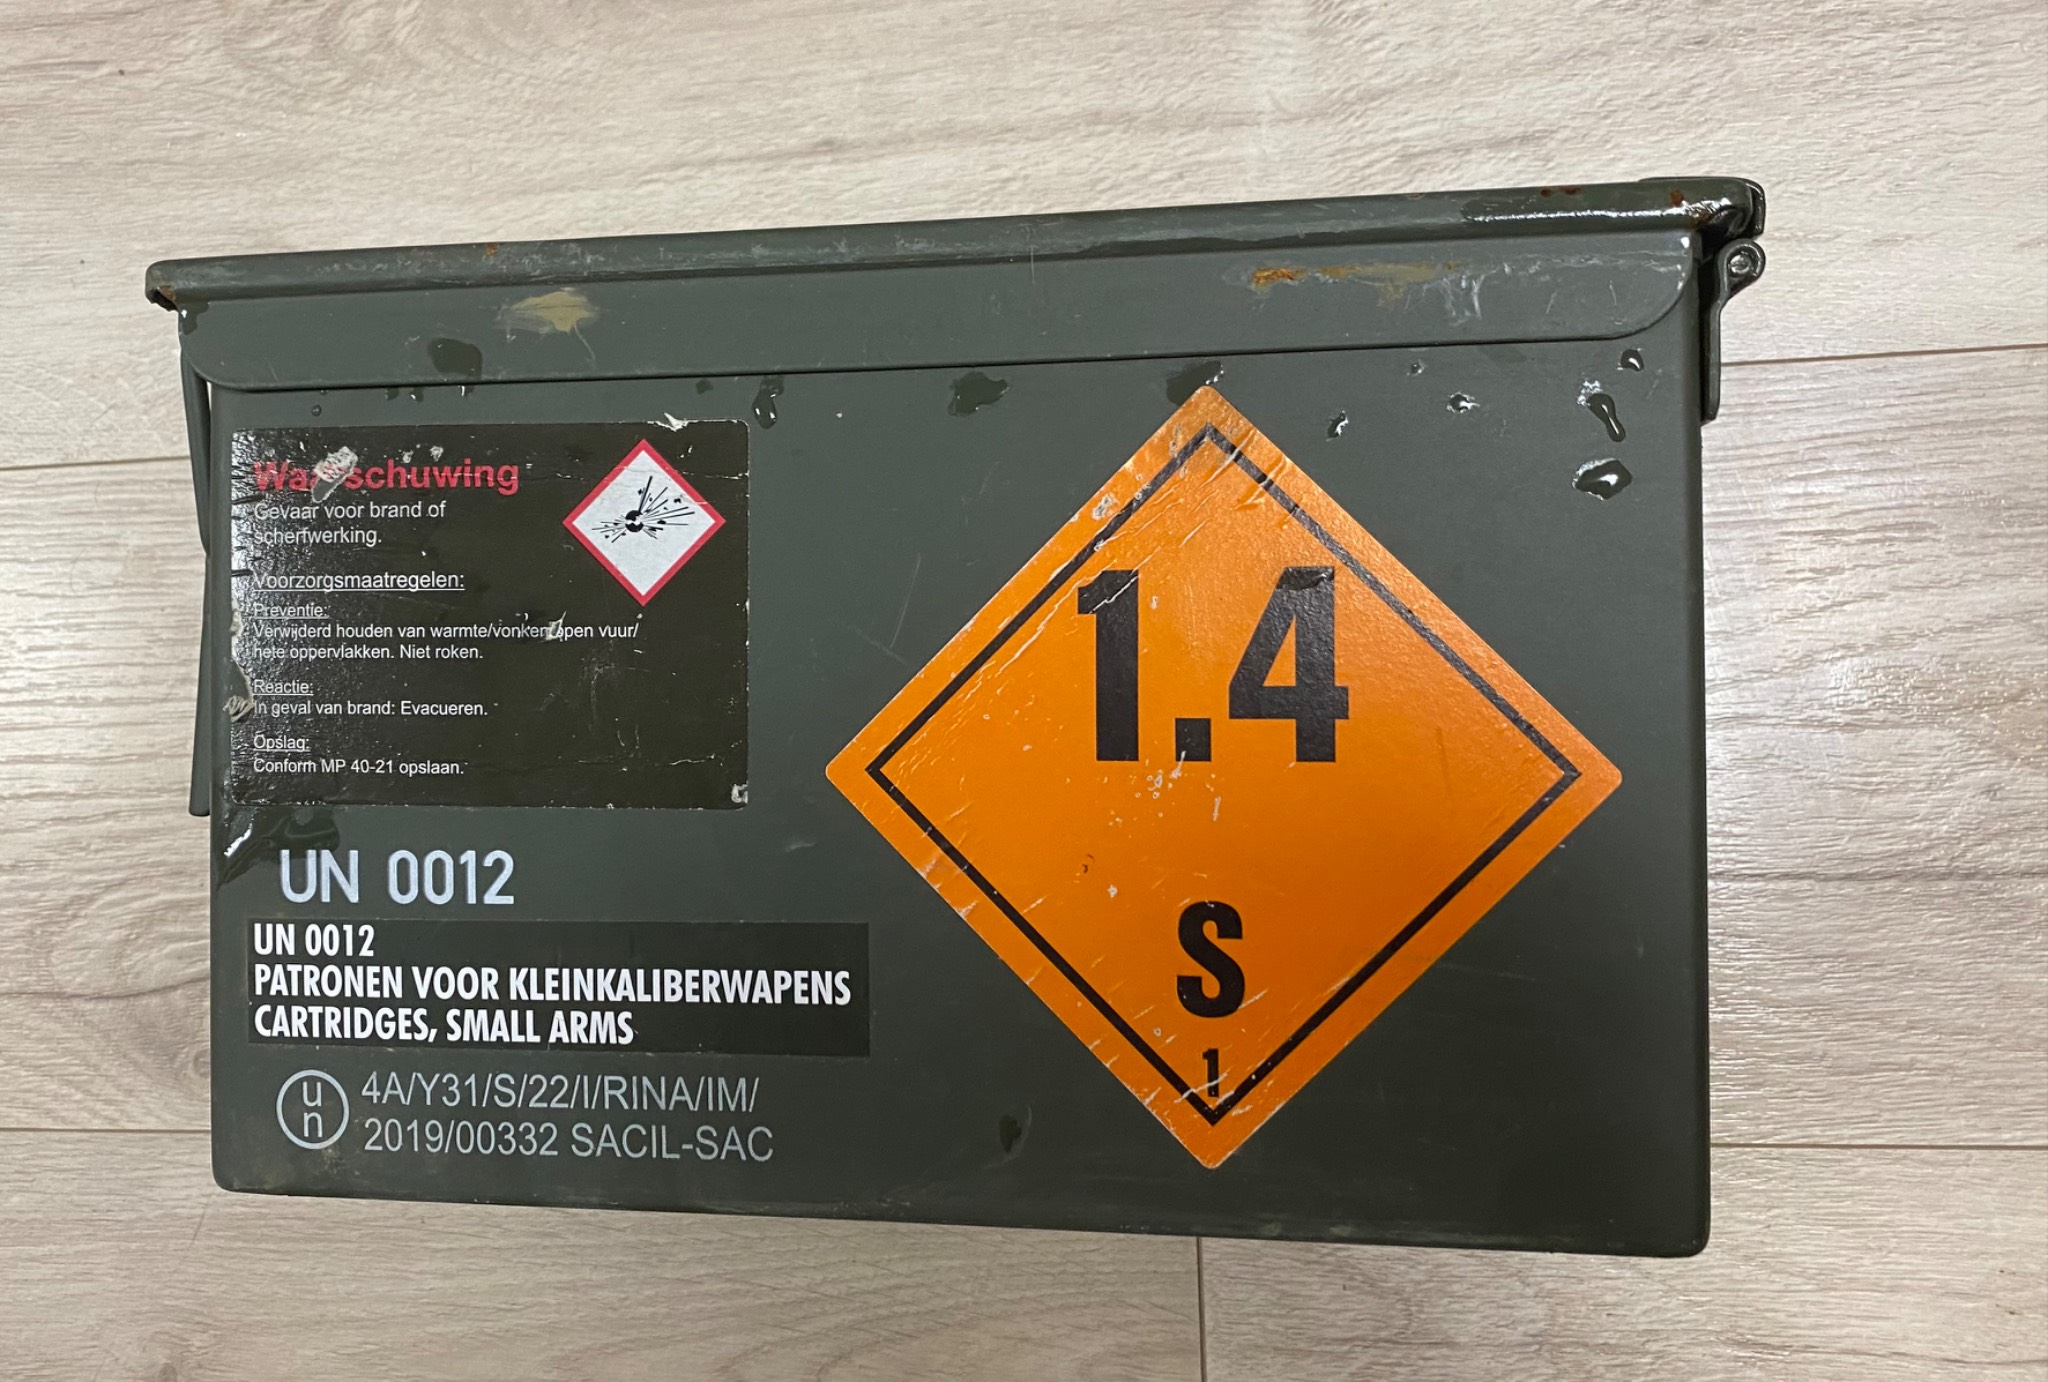 Waarschuwing
Gevaar voor brand of
scherfwerking.
Voorzorgsmaatregelen:
Preventie:
Verwijderd houden van warmte/vonken/open vuur/
hete oppervlakken. Niet roken.
Reactie:
In geval van brand: Evacueren.
Opslag:
Conform MP 40-21 opslaan.
UN 0012
UN 0012
PATRONEN VOOR KLEINKALIBERWAPENS
CARTRIDGES, SMALL ARMS
un
4A/Y31/S/22/I/RINA/IM/
2019/00332 SACIL-SAC
1.4
S
1